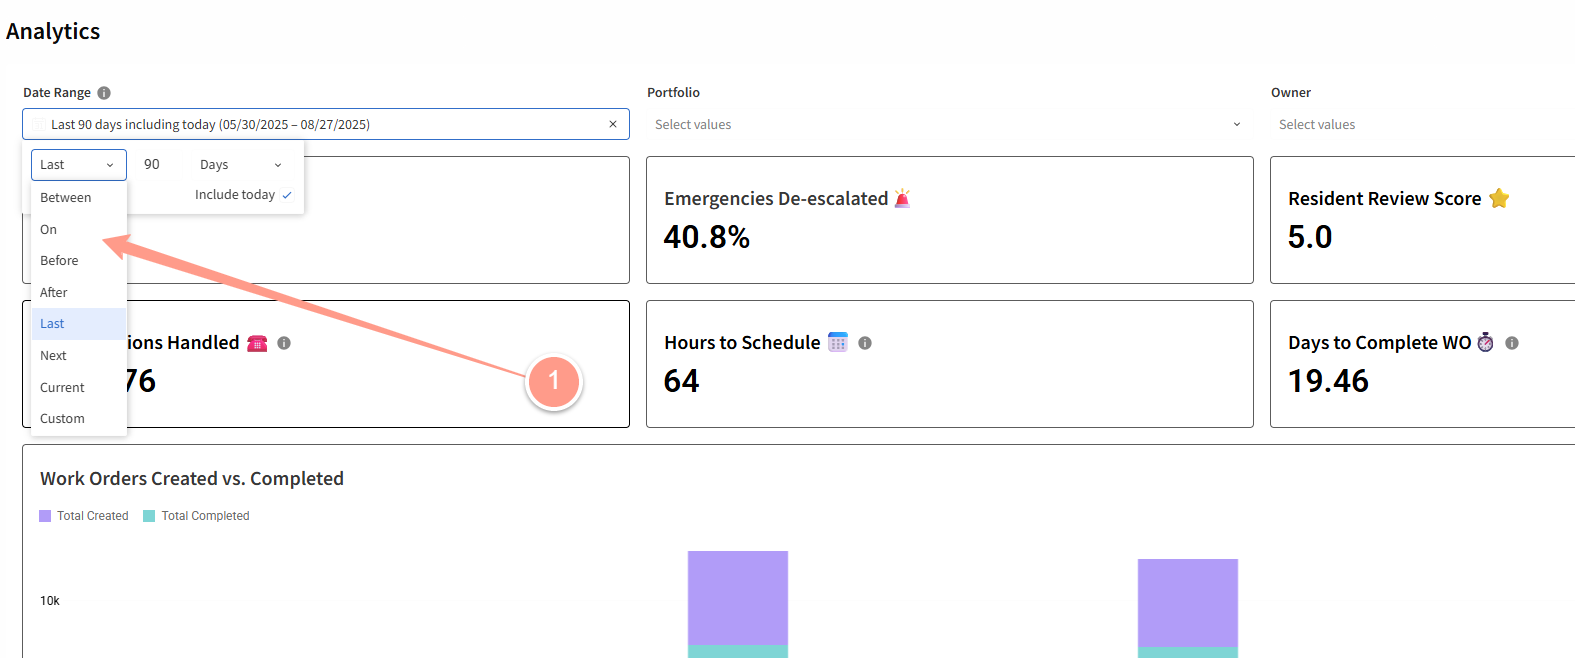 Analytics
Date Range
Portfolio
Owner
Last 90 days including today (05/30/2025 – 08/27/2025)
Select values
Select values
Last
90
Days
Include today
Between
On
Before
After
Last
Next
Current
Custom
Emergencies De-escalated
40.8%
Resident Review Score
5.0
ions Handled
76
Hours to Schedule
64
Days to Complete WO
19.46
1
Work Orders Created vs. Completed
Total Created
Total Completed
10k